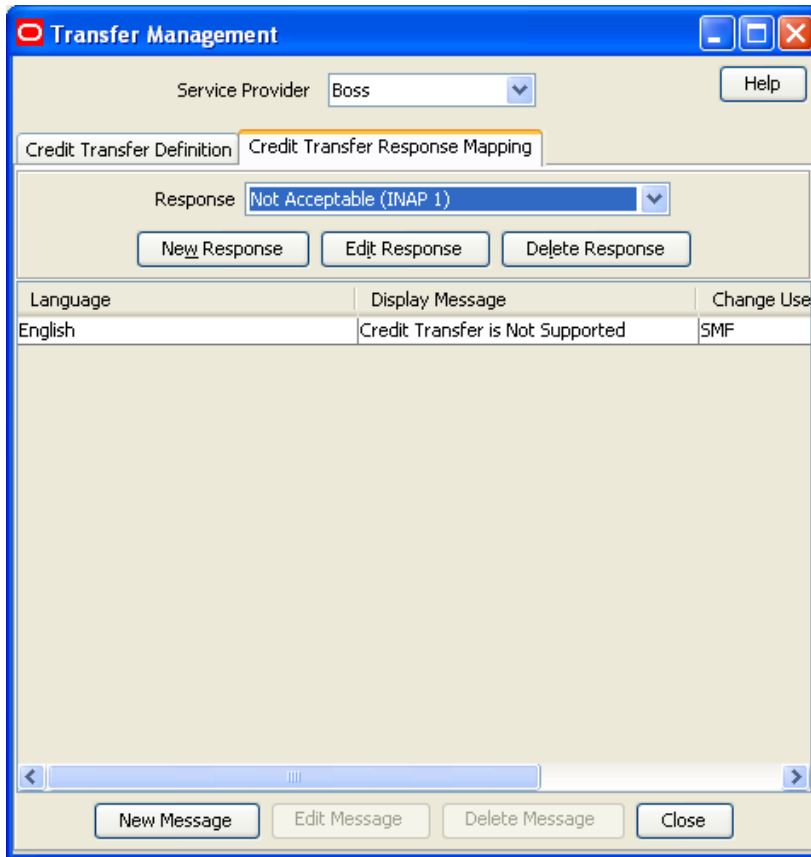 Transfer Management
Service Provider Boss Help
Credit Transfer Definition Credit Transfer Response Mapping
Response Not Acceptable (INAP 1)
New Response Edit Response Delete Response
Language Display Message Change Use
English Credit Transfer is Not Supported SMF
New Message Edit Message Delete Message Close